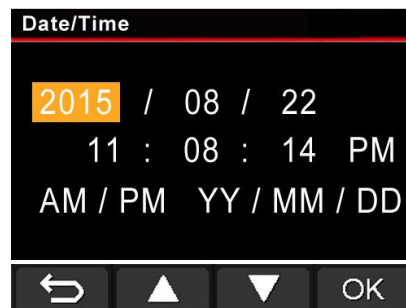 Date/Time
2015 / 08 / 22
11 : 08 : 14 PM
AM / PM YY / MM / DD
OK